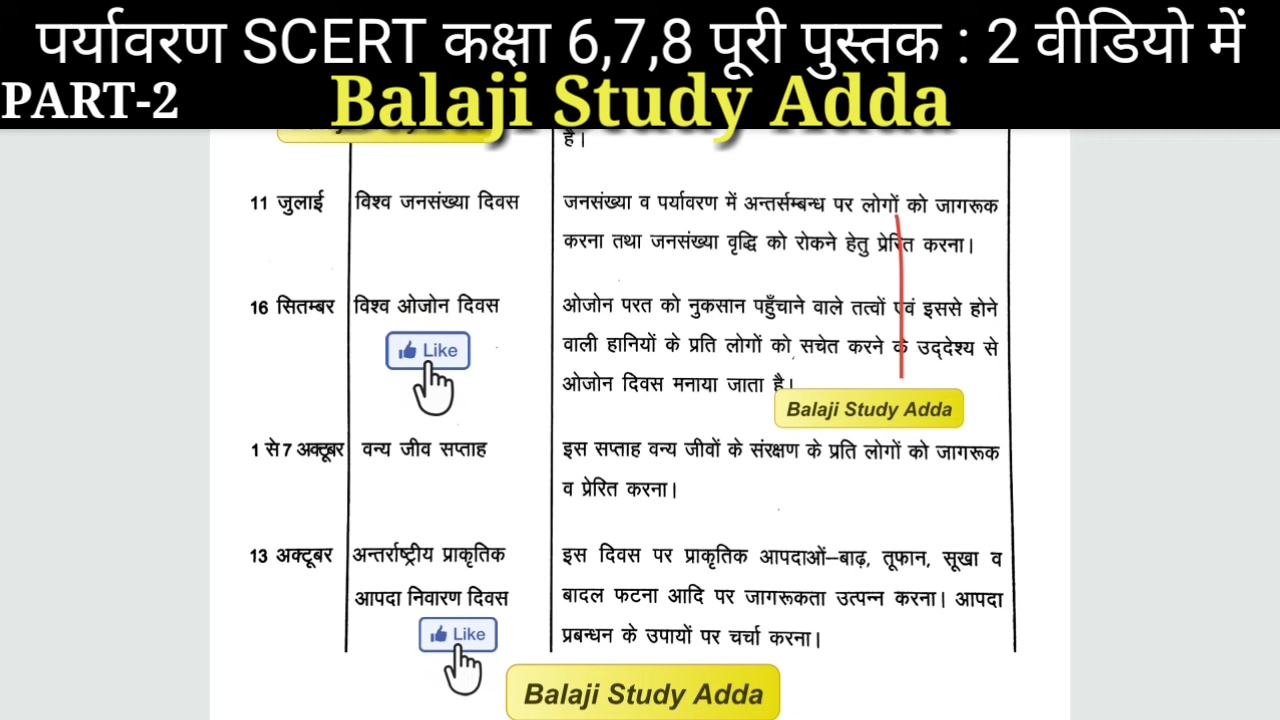 पर्यावरण SCERT कक्षा 6,7,8 पूरी पुस्तक : 2 वीडियो में
PART-2
Balaji Study Adda
है।
11 जुलाई विश्व जनसंख्या दिवस जनसंख्या व पर्यावरण में अन्तर्सम्बन्ध पर लोगों को जागरूक
करना तथा जनसंख्या वृद्धि को रोकने हेतु प्रेरित करना।
16 सितम्बर विश्व ओजोन दिवस ओजोन परत को नुकसान पहुँचाने वाले तत्वों एवं इससे होने
Like वाली हानियों के प्रति लोगों को सचेत करने के उद्देश्य से
ओजोन दिवस मनाया जाता है।
Balaji Study Adda
1 से 7 अक्टूबर वन्य जीव सप्ताह इस सप्ताह वन्य जीवों के संरक्षण के प्रति लोगों को जागरूक
व प्रेरित करना।
13 अक्टूबर अन्तर्राष्ट्रीय प्राकृतिक इस दिवस पर प्राकृतिक आपदाओं–बाढ़, तूफान, सूखा व
आपदा निवारण दिवस बादल फटना आदि पर जागरूकता उत्पन्न करना। आपदा
Like प्रबन्धन के उपायों पर चर्चा करना।
Balaji Study Adda